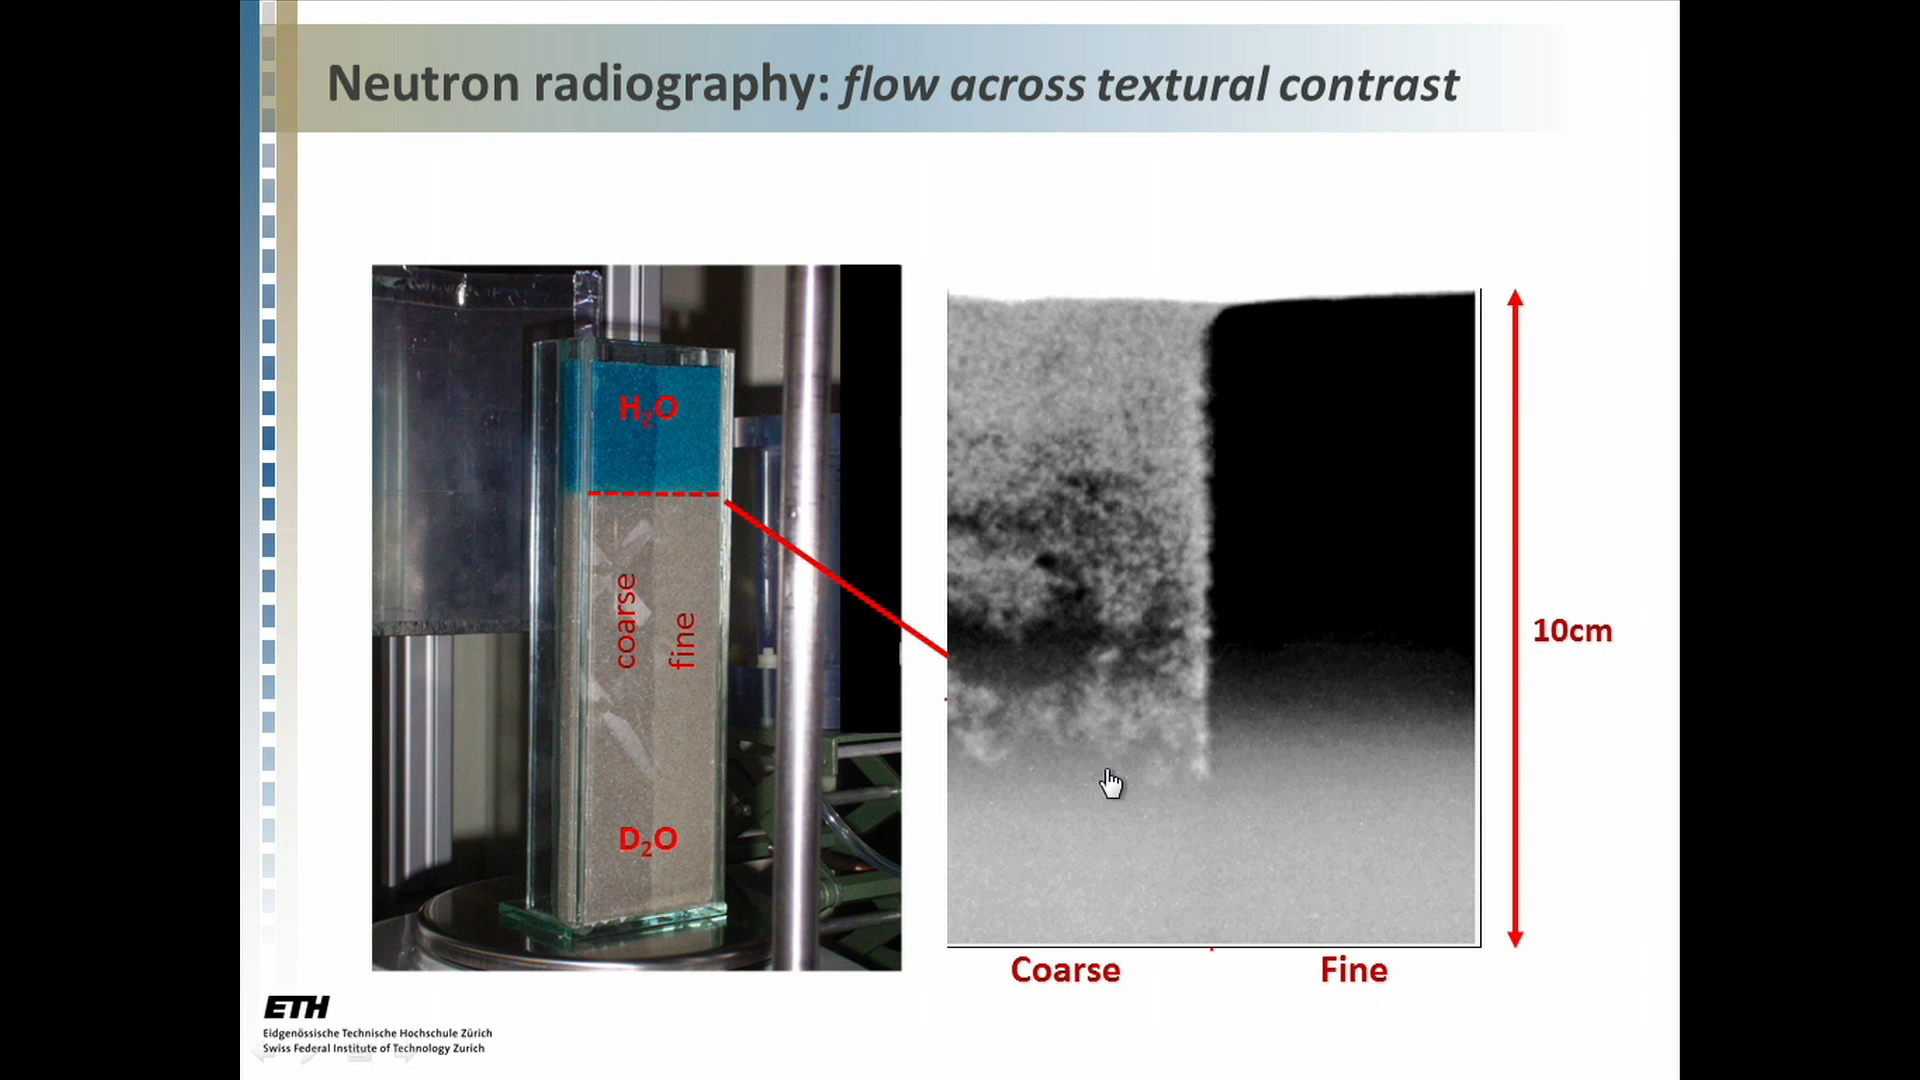 Neutron radiography: flow across textural contrast
H₂O
coarse
fine
D₂O
10cm
Coarse
Fine
ETH
Eidgenössische Technische Hochschule Zürich
Swiss Federal Institute of Technology Zurich